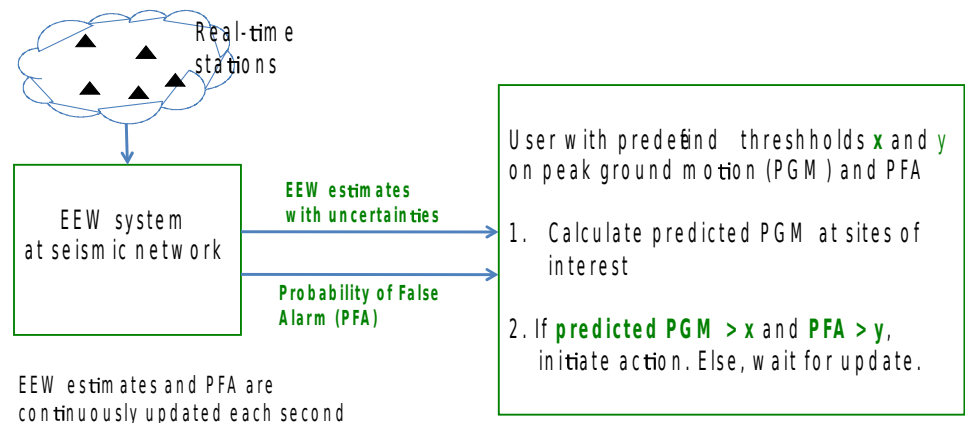 Real-time
stations
EEW system
at seismic network
EEW estimates
with uncertainties
Probability of False
Alarm (PFA)
EEW estimates and PFA are
continuously updated each second
User with predefind threshholds x and y
on peak ground motion (PGM) and PFA
1. Calculate predicted PGM at sites of
interest
2. If predicted PGM > x and PFA > y,
initiate action. Else, wait for update.